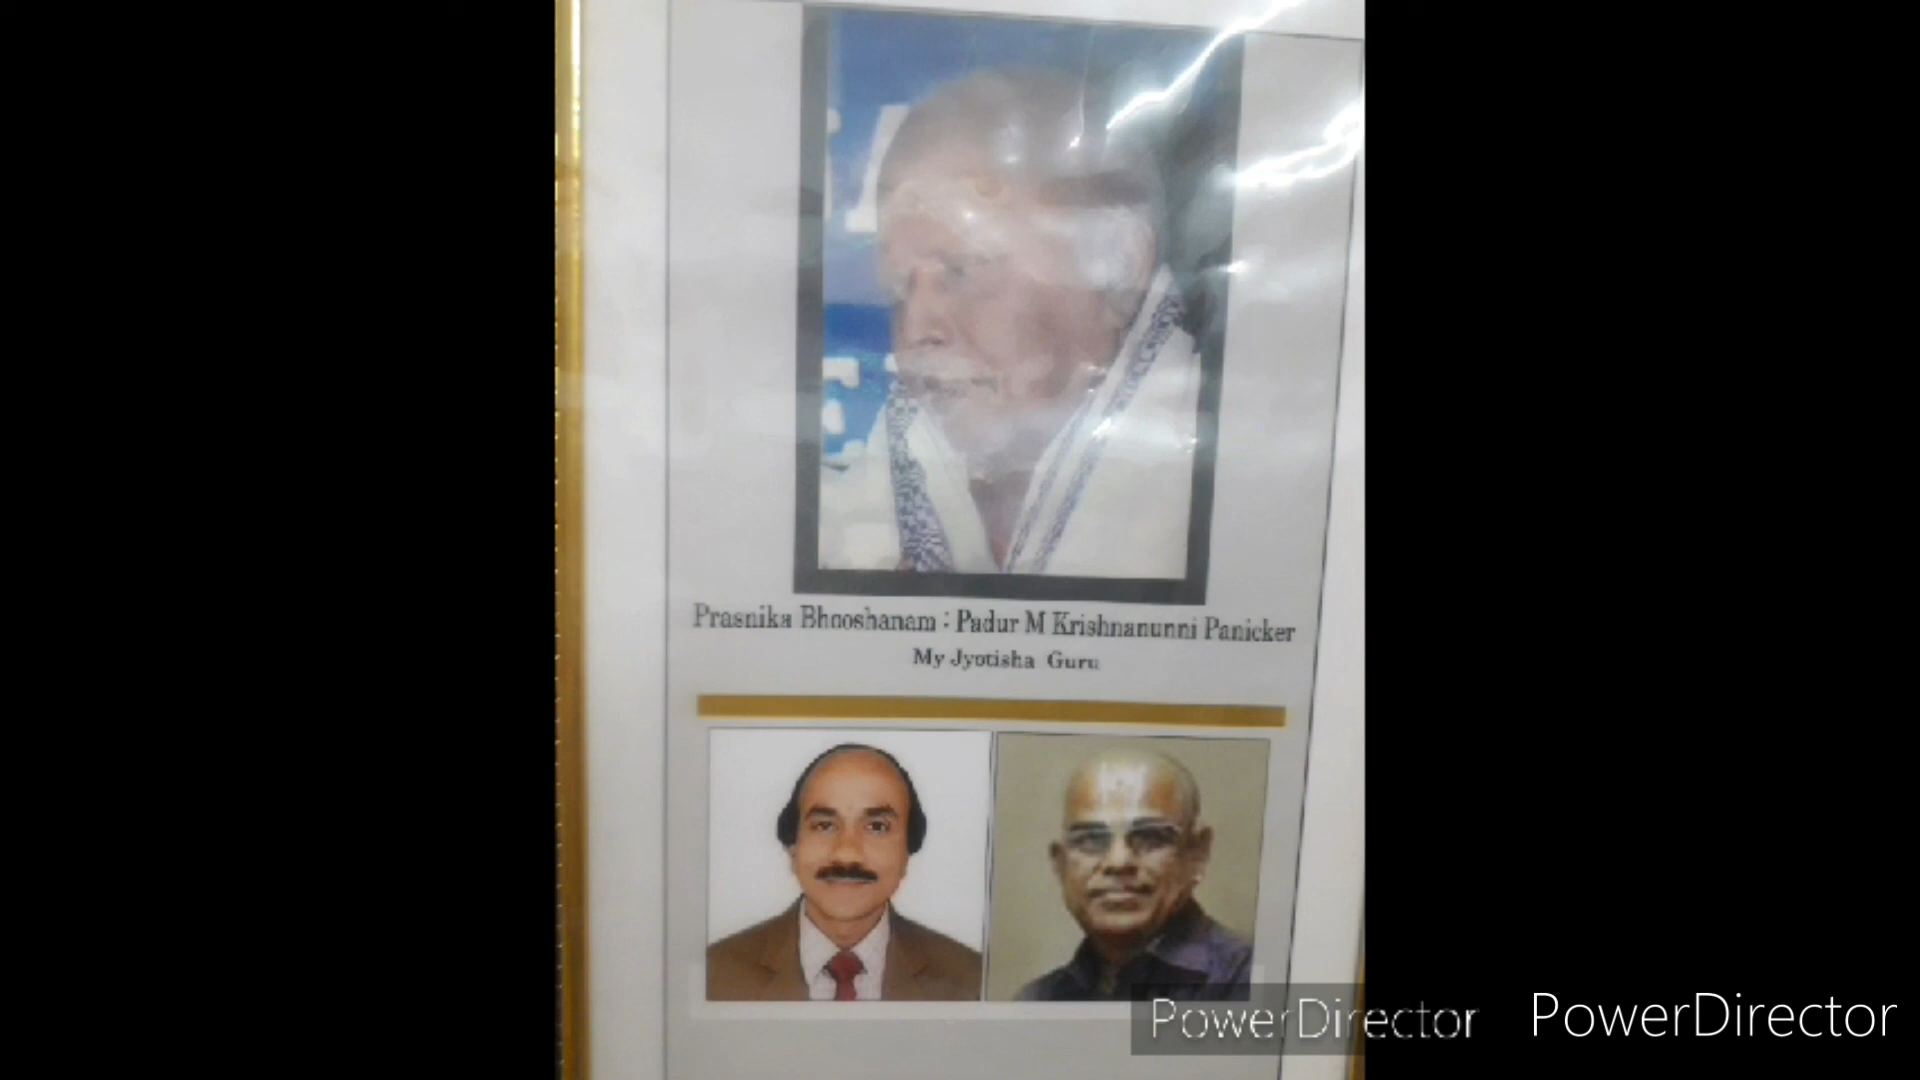 Prasnika Bhooshanam : Padur M Krishnanunni Panicker
My Jyotisha Guru
PowerDirector
PowerDirector